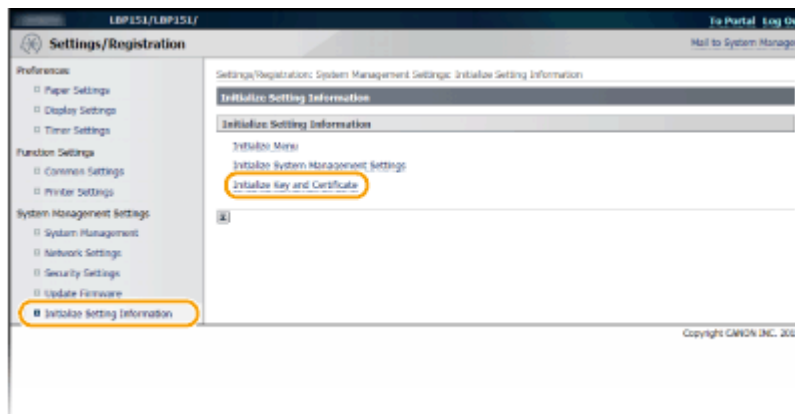 LBP151/LBP151/
To Portal Log O
Settings/Registration
Mail to System Manage
Preferences
Paper Settings
Display Settings
Timer Settings
Function Settings
Common Settings
Printer Settings
System Management Settings
System Management
Network Settings
Security Settings
Update Firmware
Initialize Setting Information
Settings/Registration: System Management Settings: Initialize Setting Information
Initialize Setting Information
Initialize Setting Information
Initialize Menu
Initialize System Management Settings
Initialize Key and Certificate
Copyright CANON INC. 201